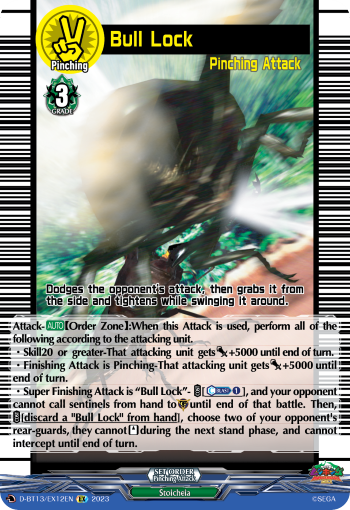 Bull Lock
Pinching
Pinching Attack
3
GRADE
Dodges the opponent's attack, then grabs it from
the side and tightens while swinging it around.
Attack-AUTO【Order Zone】:When this Attack is used, perform all of the
following according to the attacking unit.
・Skill20 or greater-That attacking unit gets +5000 until end of turn.
・Finishing Attack is Pinching-That attacking unit gets +5000 until
end of turn.
・Super Finishing Attack is "Bull Lock"- [ 1], and your opponent
cannot call sentinels from hand to until end of that battle. Then,
[discard a "Bull Lock" from hand], choose two of your opponent's
rear-guards, they cannot during the next stand phase, and cannot
intercept until end of turn.
SET ORDER
Pinching Attack
D-BT13/EX12EN EX 2023
Stoicheia
©SEGA